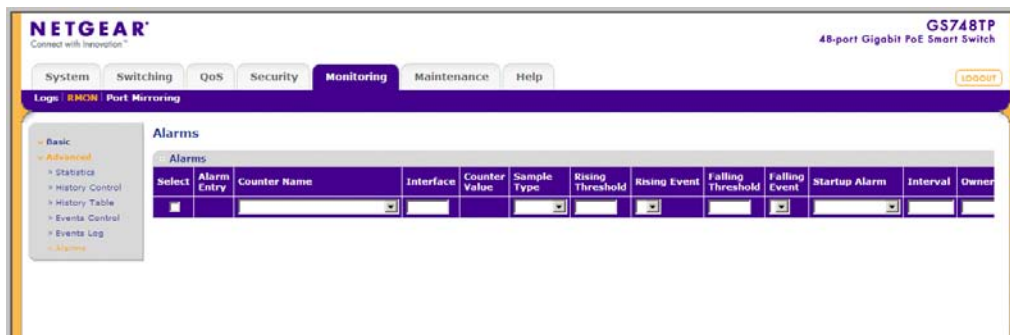 NETGEAR®
Connect with Innovation™
GS748TP
48-port Gigabit PoE Smart Switch
System Switching QoS Security Monitoring Maintenance Help LOGOUT
Logs RMON Port Mirroring
Basic
Advanced
» Statistics
» History Control
» History Table
» Events Control
» Events Log
» Alarms
Alarms
Alarms
Select Alarm Entry Counter Name Interface Counter Value Sample Type Rising Threshold Rising Event Falling Threshold Falling Event Startup Alarm Interval Owner